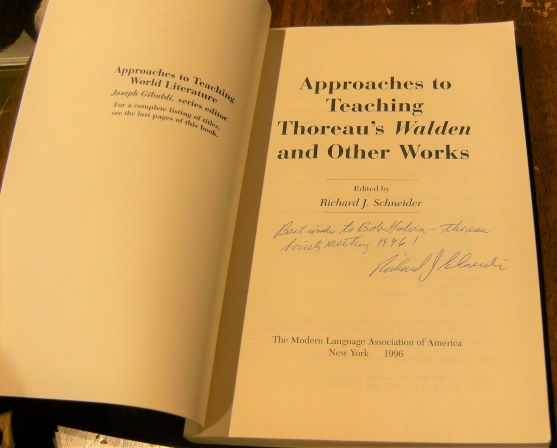 Approaches to Teaching
World Literature
Joseph Gibaldi, series editor
For a complete listing of titles,
see the last pages of this book.
Approaches to
Teaching
Thoreau's Walden
and Other Works
Edited by
Richard J. Schneider
Best wishes to Bob – Thoreau
Society Meeting 1996!
Richard J Schneider
The Modern Language Association of America
New York 1996